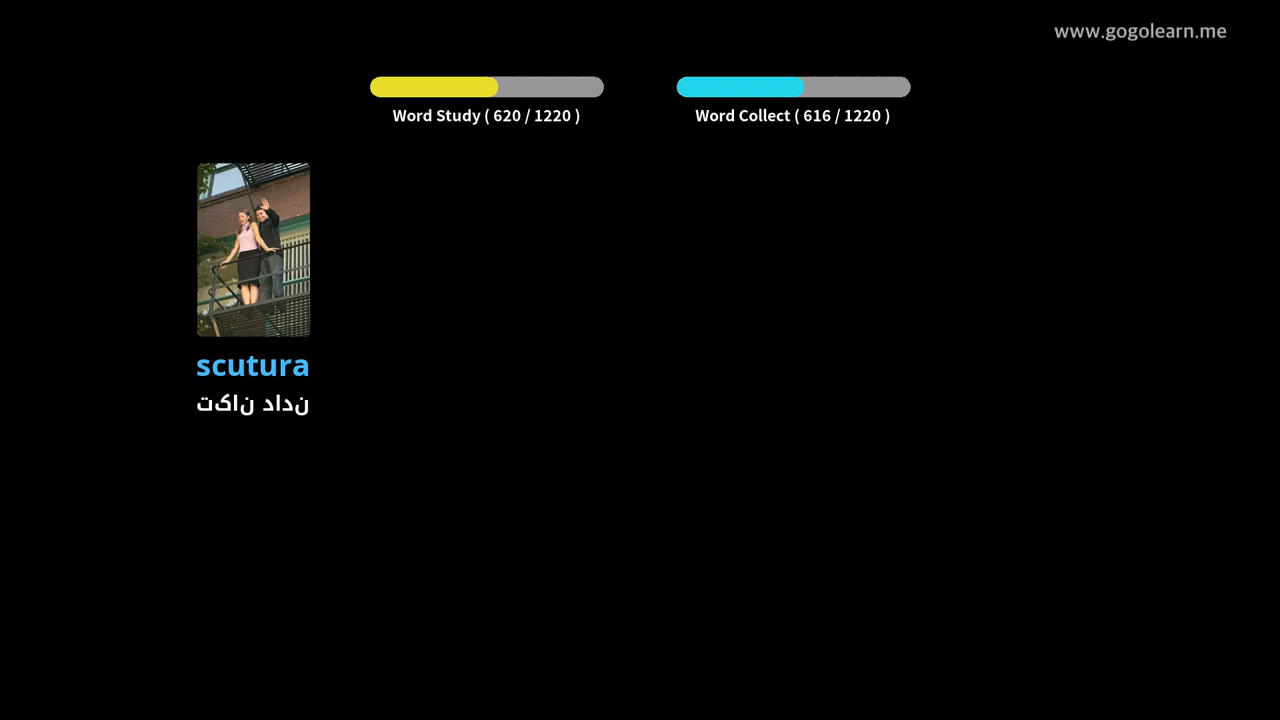 www.gogolearn.me
Word Study ( 620 / 1220 )
Word Collect ( 616 / 1220 )
scutura
تکان دادن